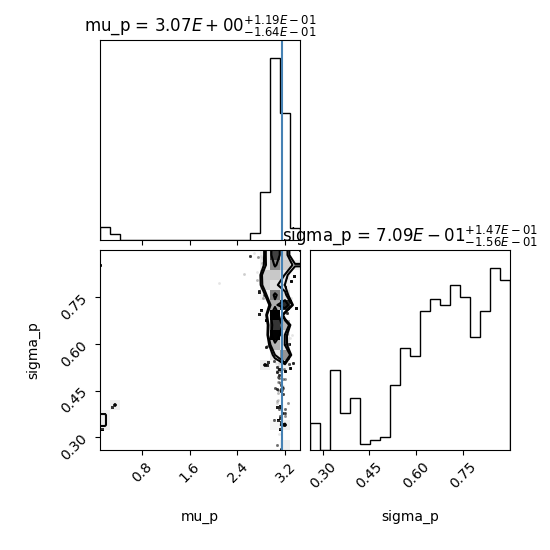 mu_p = 3.07E + 00+1.19E−01
−1.64E−01
sigma_p = 7.09E − 01+1.47E−01
−1.56E−01
0.75
0.60
0.45
0.30
sigma_p
0.8 1.6 2.4 3.2
mu_p
0.30 0.45 0.60 0.75
sigma_p